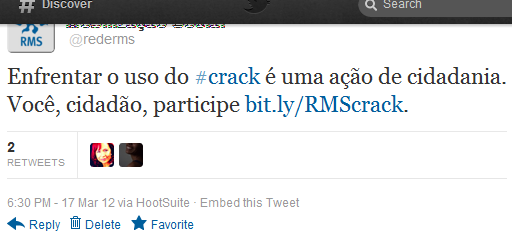 # Discover
Search
RMS
@rederms
Enfrentar o uso do #crack é uma ação de cidadania.
Você, cidadão, participe bit.ly/RMScrack.
2
RETWEETS
6:30 PM - 17 Mar 12 via HootSuite · Embed this Tweet
Reply Delete Favorite